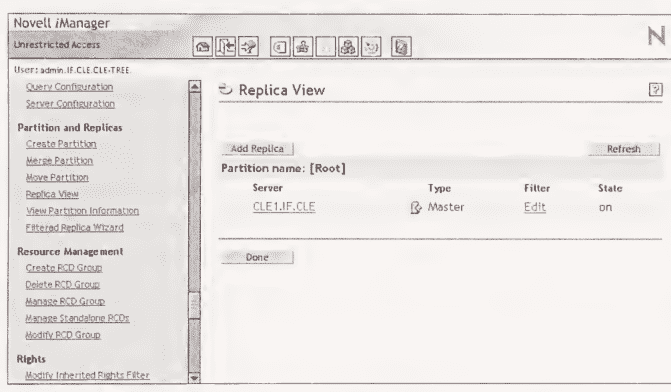 Novell iManager
Unrestricted Access
N
User: admin.IF.CLE.CLE-TREE.
Query Configuration
Server Configuration
Partition and Replicas
Create Partition
Merge Partition
Move Partition
Replica View
View Partition Information
Filtered Replica Wizard
Resource Management
Create RCD Group
Delete RCD Group
Manage RCD Group
Manage Standalone RCDs
Modify RCD Group
Rights
Modify Inherited Rights Filter
Replica View
?
Add Replica
Refresh
Partition name: [Root]
Server Type Filter State
CLE1.IF.CLE Master Edit on
Done